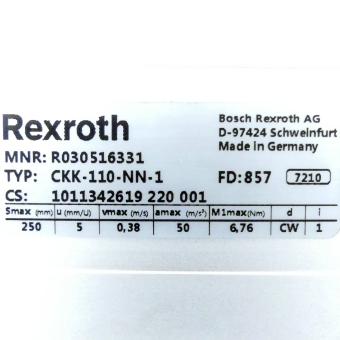 Rexroth
Bosch Rexroth AG
D-97424 Schweinfurt
Made in Germany
MNR: R030516331
TYP: CKK-110-NN-1 FD: 857 7210
CS: 1011342619 220 001
Smax (mm) u (mm/U) vmax (m/s) amax (m/s²) M1max(Nm) d i
250 5 0,38 50 6,76 CW 1